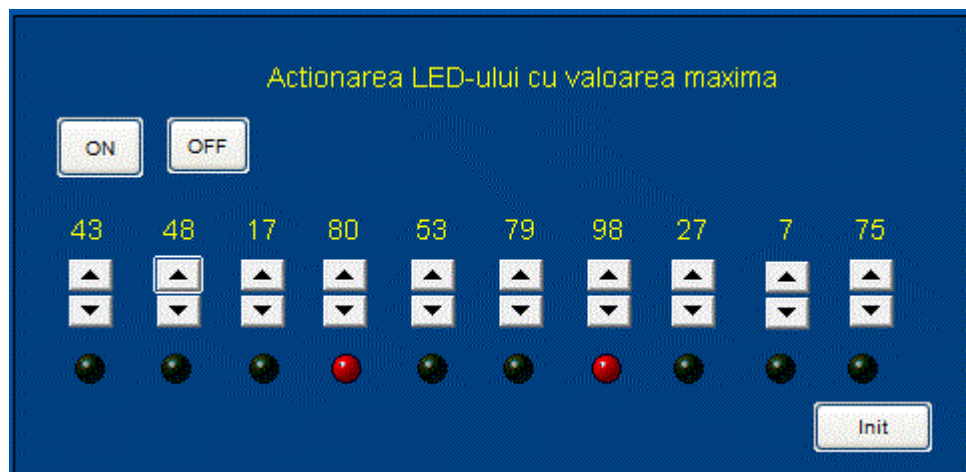 Actionarea LED-ului cu valoarea maxima
ON OFF
43 48 17 80 53 79 98 27 7 75
Init